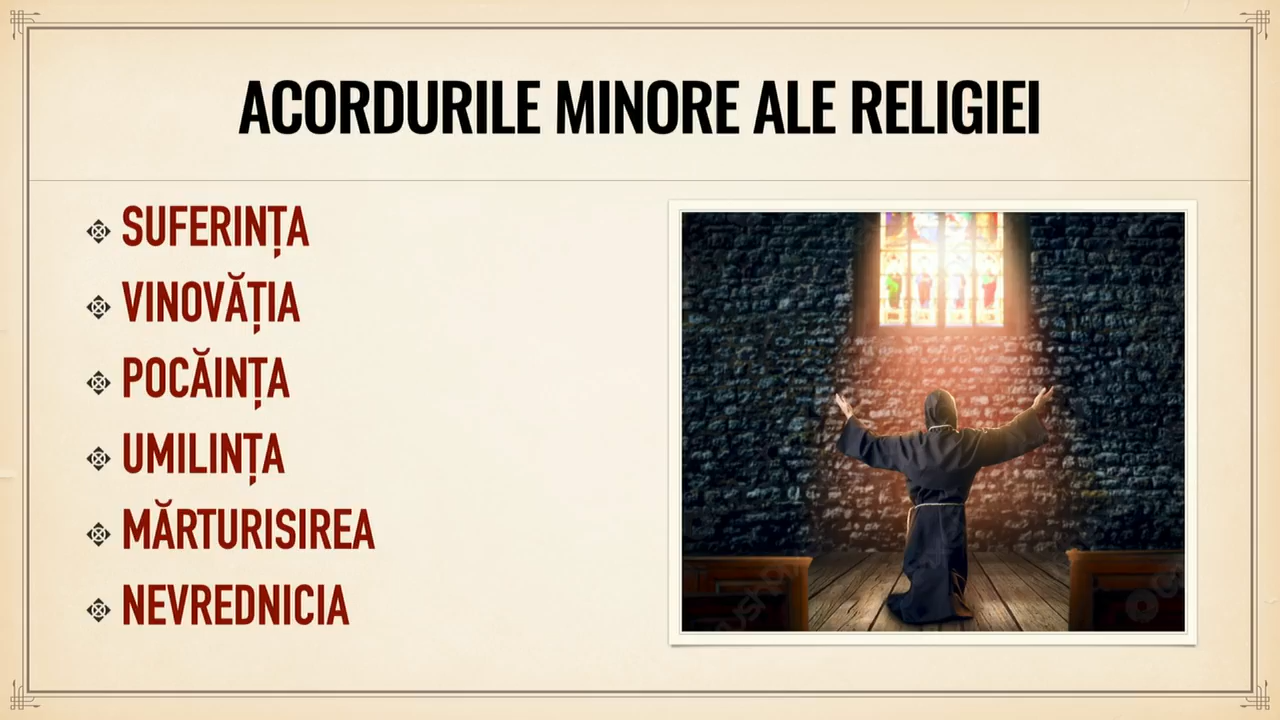 ACORDURILE MINORE ALE RELIGIEI
SUFERINȚA
VINOVĂȚIA
POCĂINȚA
UMILINȚA
MĂRTURISIREA
NEVREDNICIA